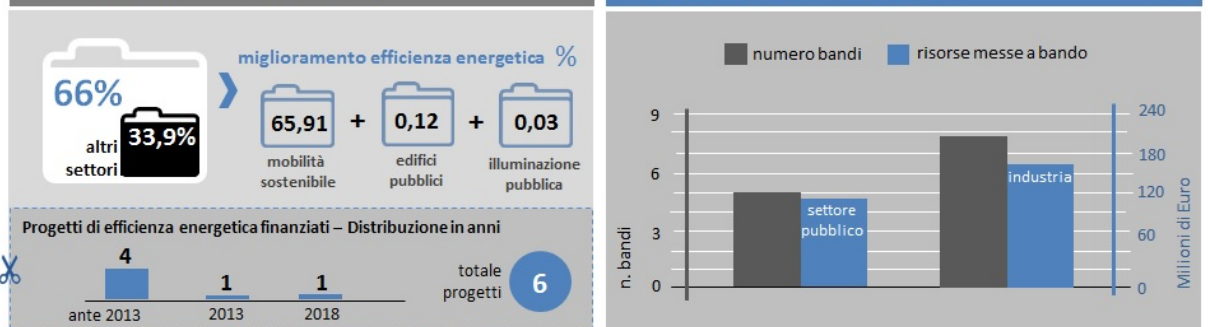 miglioramento efficienza energetica %
66%
altri
settori
33,9%
65,91 + 0,12 + 0,03
mobilità
sostenibile
edifici
pubblici
illuminazione
pubblica
Progetti di efficienza energetica finanziati – Distribuzione in anni
4
1
1
ante 2013
2013
2018
totale
progetti
6
numero bandi
risorse messe a bando
n. bandi
9
6
3
0
settore
pubblico
industria
240
180
120
60
0
Milioni di Euro